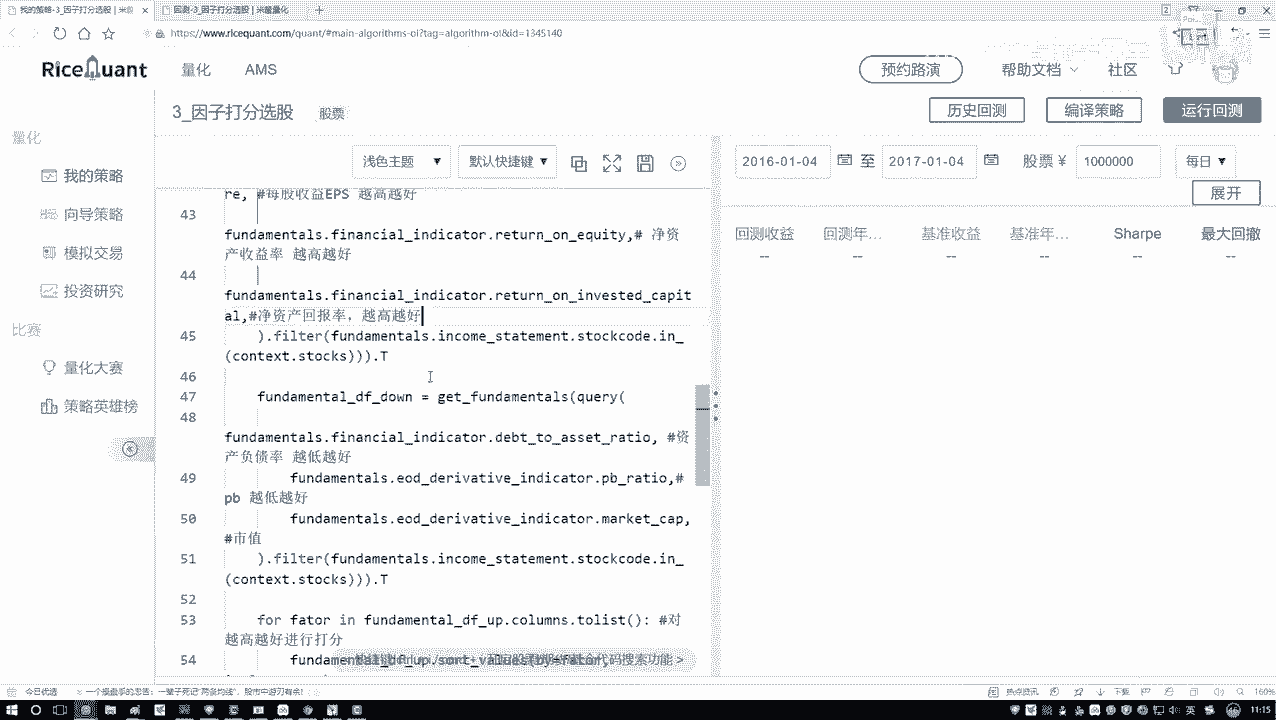 我的策略-3_因子打分选股 | 米筐
回测-3_因子打分选股 | 米筐量化
https://www.ricequant.com/quant/#main-algorithms-ol?tag=algorithm-ol&id=1345140
RiceQuant 量化 AMS 预约路演 帮助文档 社区
3_因子打分选股 股票 历史回测 编译策略 运行回测
量化
我的策略
向导策略
模拟交易
投资研究
比赛
量化大赛
策略英雄榜
浅色主题 默认快捷键
2016-01-04 至 2017-01-04 股票 ¥ 1000000 每日
展开
回测收益 回测年... 基准收益 基准年... Sharpe 最大回撤
-- -- -- -- -- --
re, #每股收益EPS 越高越好
43
fundamentals.financial_indicator.return_on_equity,# 净资
产收益率 越高越好
44
fundamentals.financial_indicator.return_on_invested_capit
al,#净资产回报率，越高越好
45 ).filter(fundamentals.income_statement.stockcode.in_
(context.stocks))).T
46
47 fundamental_df_down = get_fundamentals(query(
48
fundamentals.financial_indicator.debt_to_asset_ratio, #资
产负债率 越低越好
49 fundamentals.eod_derivative_indicator.pb_ratio,#
pb 越低越好
50 fundamentals.eod_derivative_indicator.market_cap,
#市值
51 ).filter(fundamentals.income_statement.stockcode.in_
(context.stocks))).T
52
53 for fator in fundamental_df_up.columns.tolist(): #对
越高越好进行打分
54 fundamental_df_up.sort_values(by=fator,
今日优选 一个操盘手的忠告：一辈子死记"两条均线"，股市中游刃有余！ 热点资讯 下载 160%
英 11:15